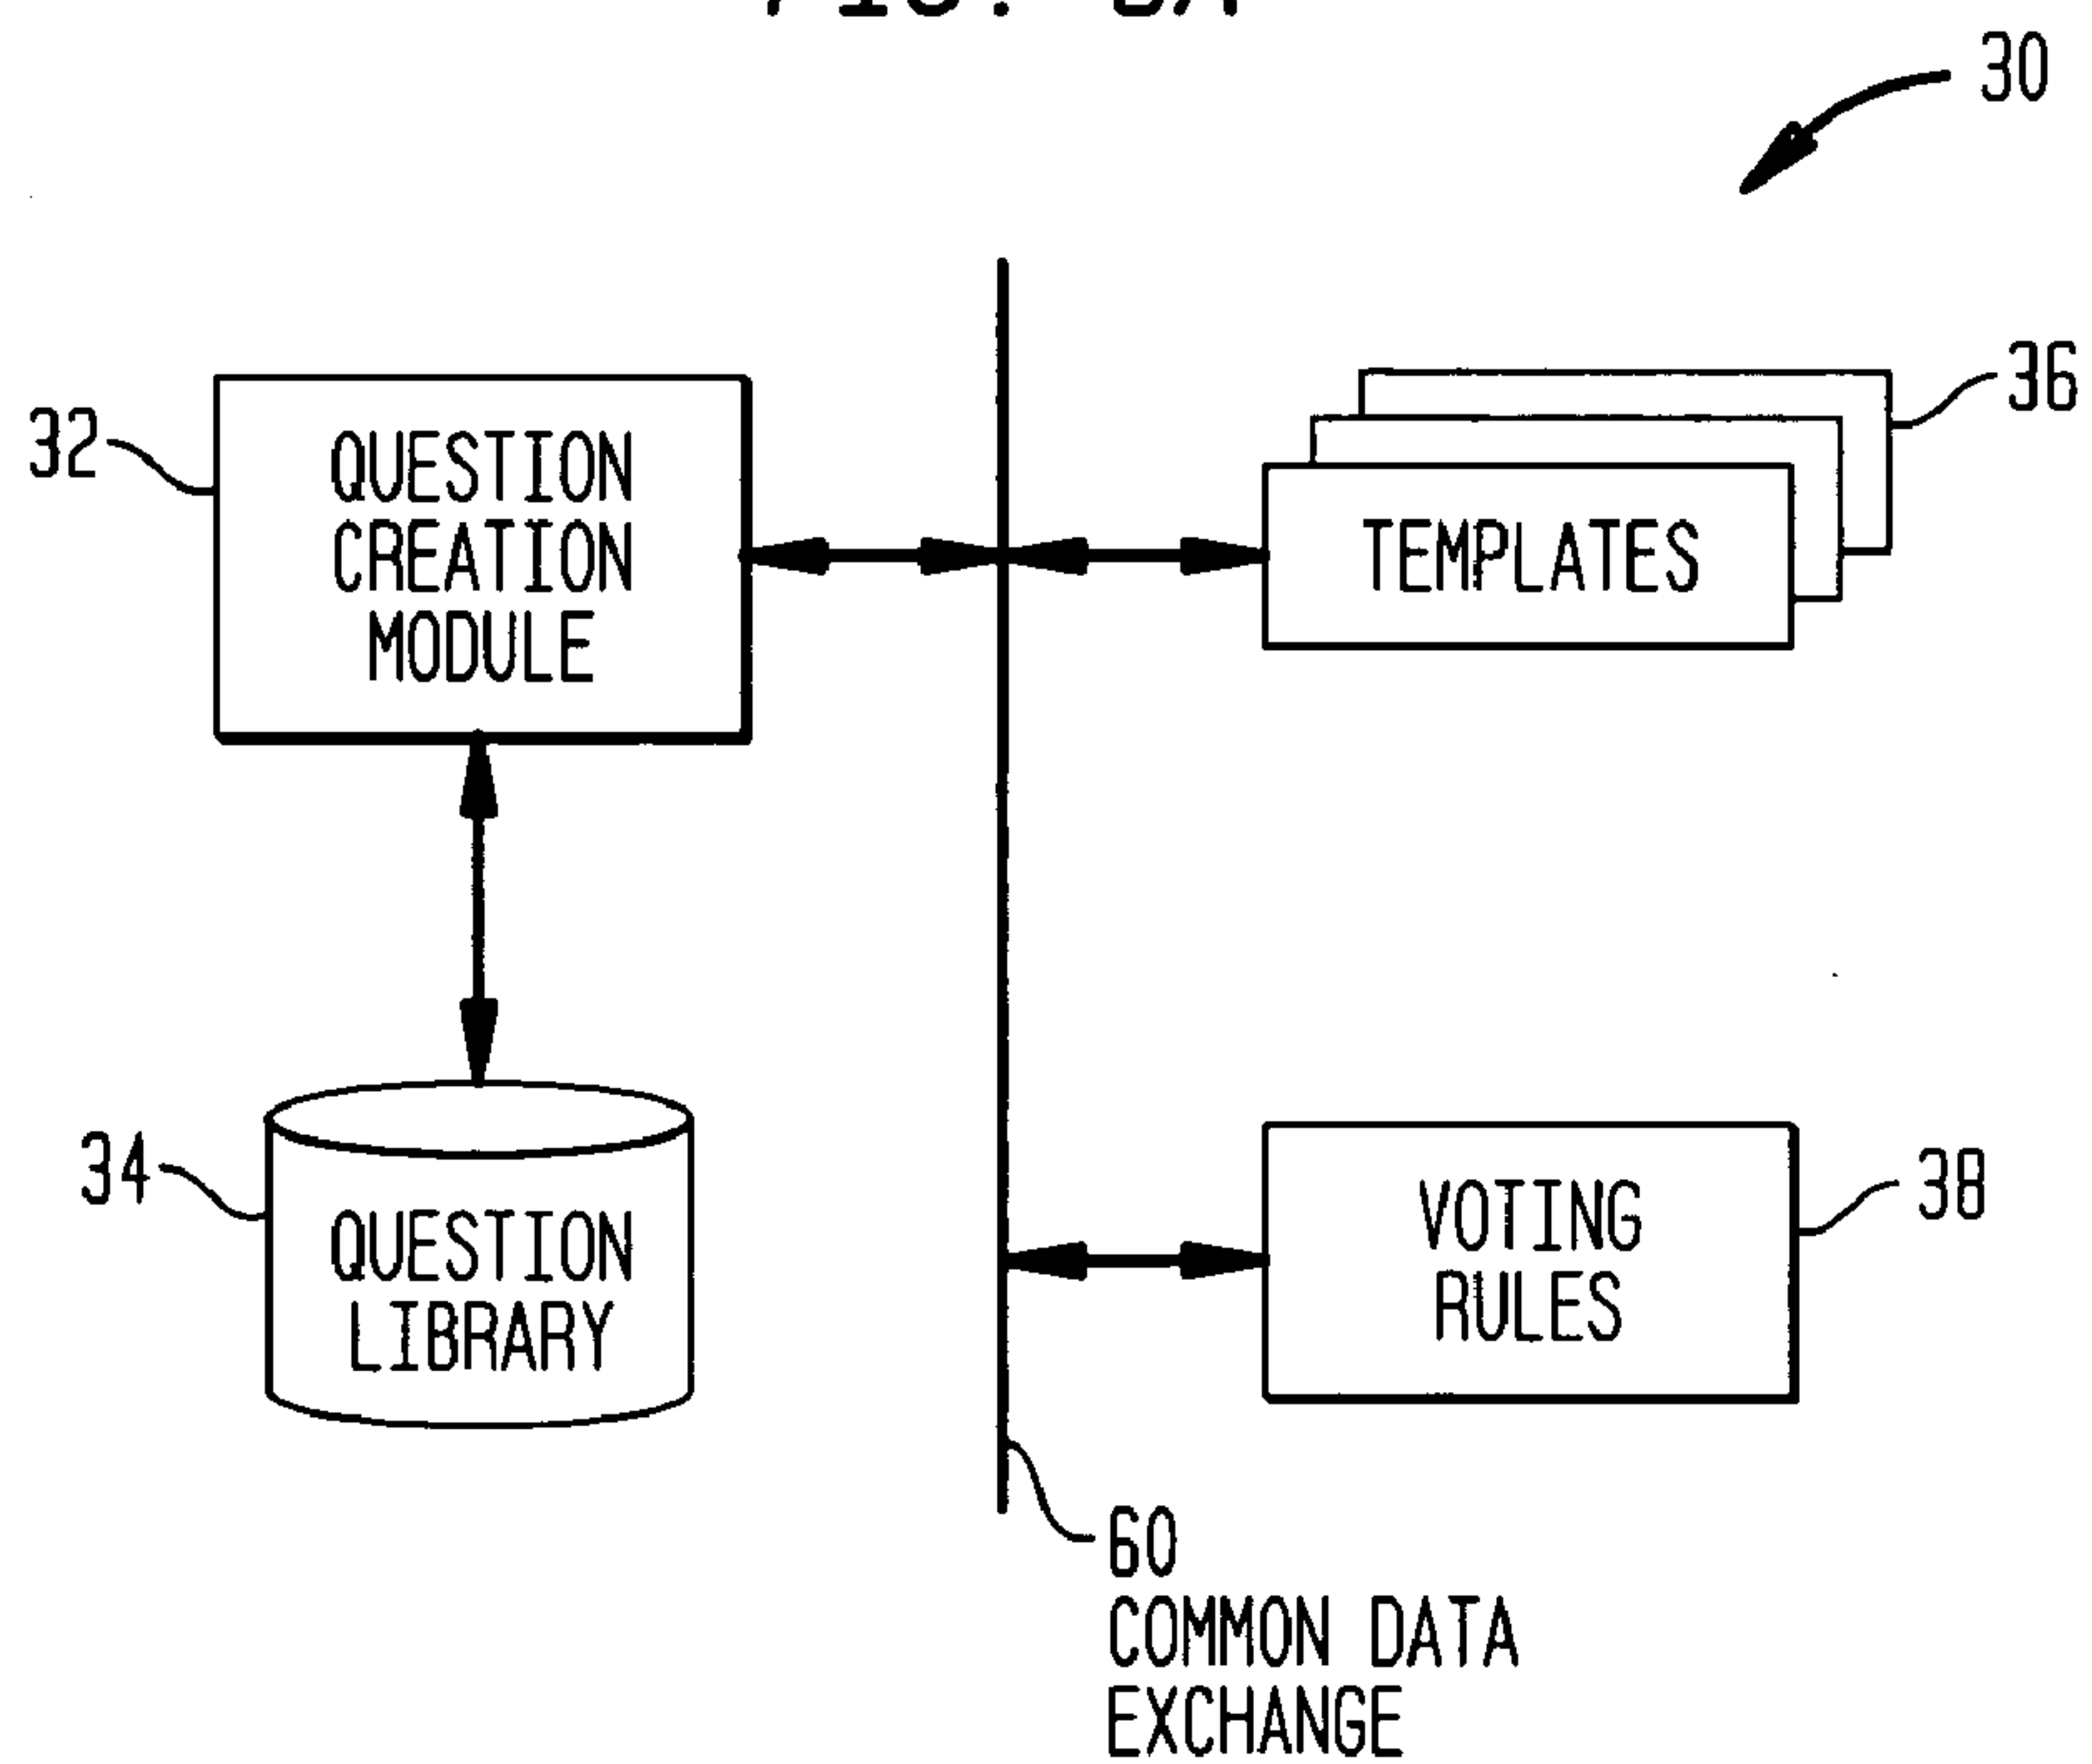 30
32
QUESTION
CREATION
MODULE
36
TEMPLATES
34
QUESTION
LIBRARY
VOTING
RULES
38
60
COMMON DATA
EXCHANGE